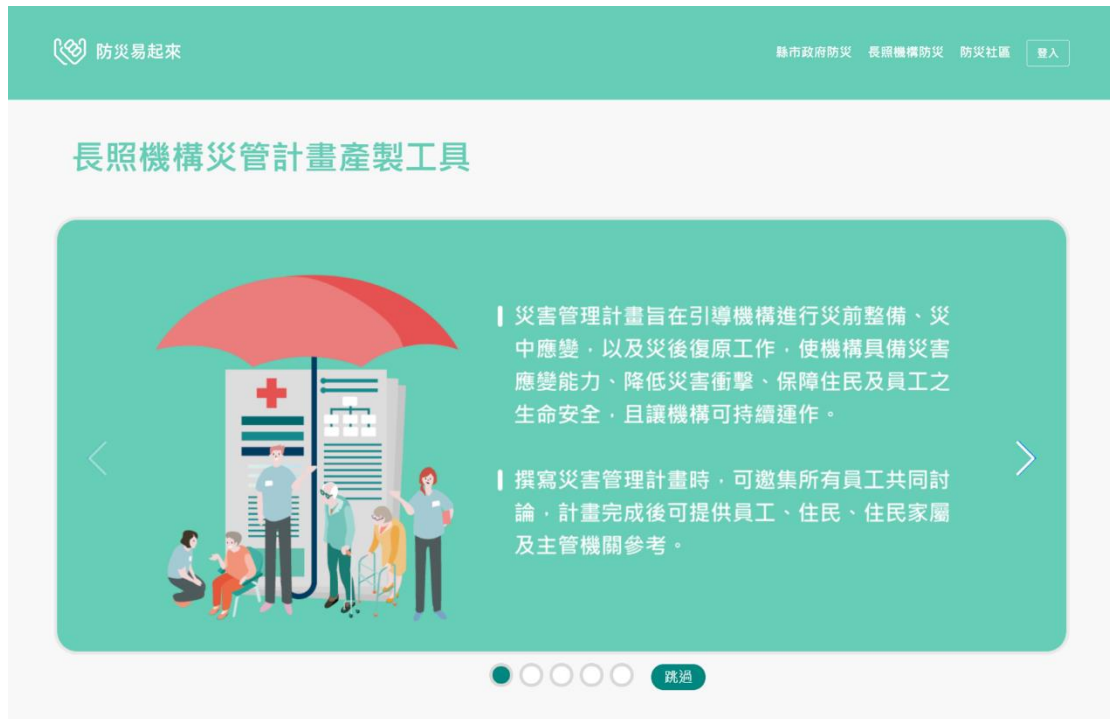 防災易起來
縣市政府防災 長照機構防災 防災社區 登入
長照機構災管計畫產製工具
災害管理計畫旨在引導機構進行災前整備、災
中應變，以及災後復原工作，使機構具備災害
應變能力、降低災害衝擊、保障住民及員工之
生命安全，且讓機構可持續運作。
撰寫災害管理計畫時，可邀集所有員工共同討
論，計畫完成後可提供員工、住民、住民家屬
及主管機關參考。
跳過